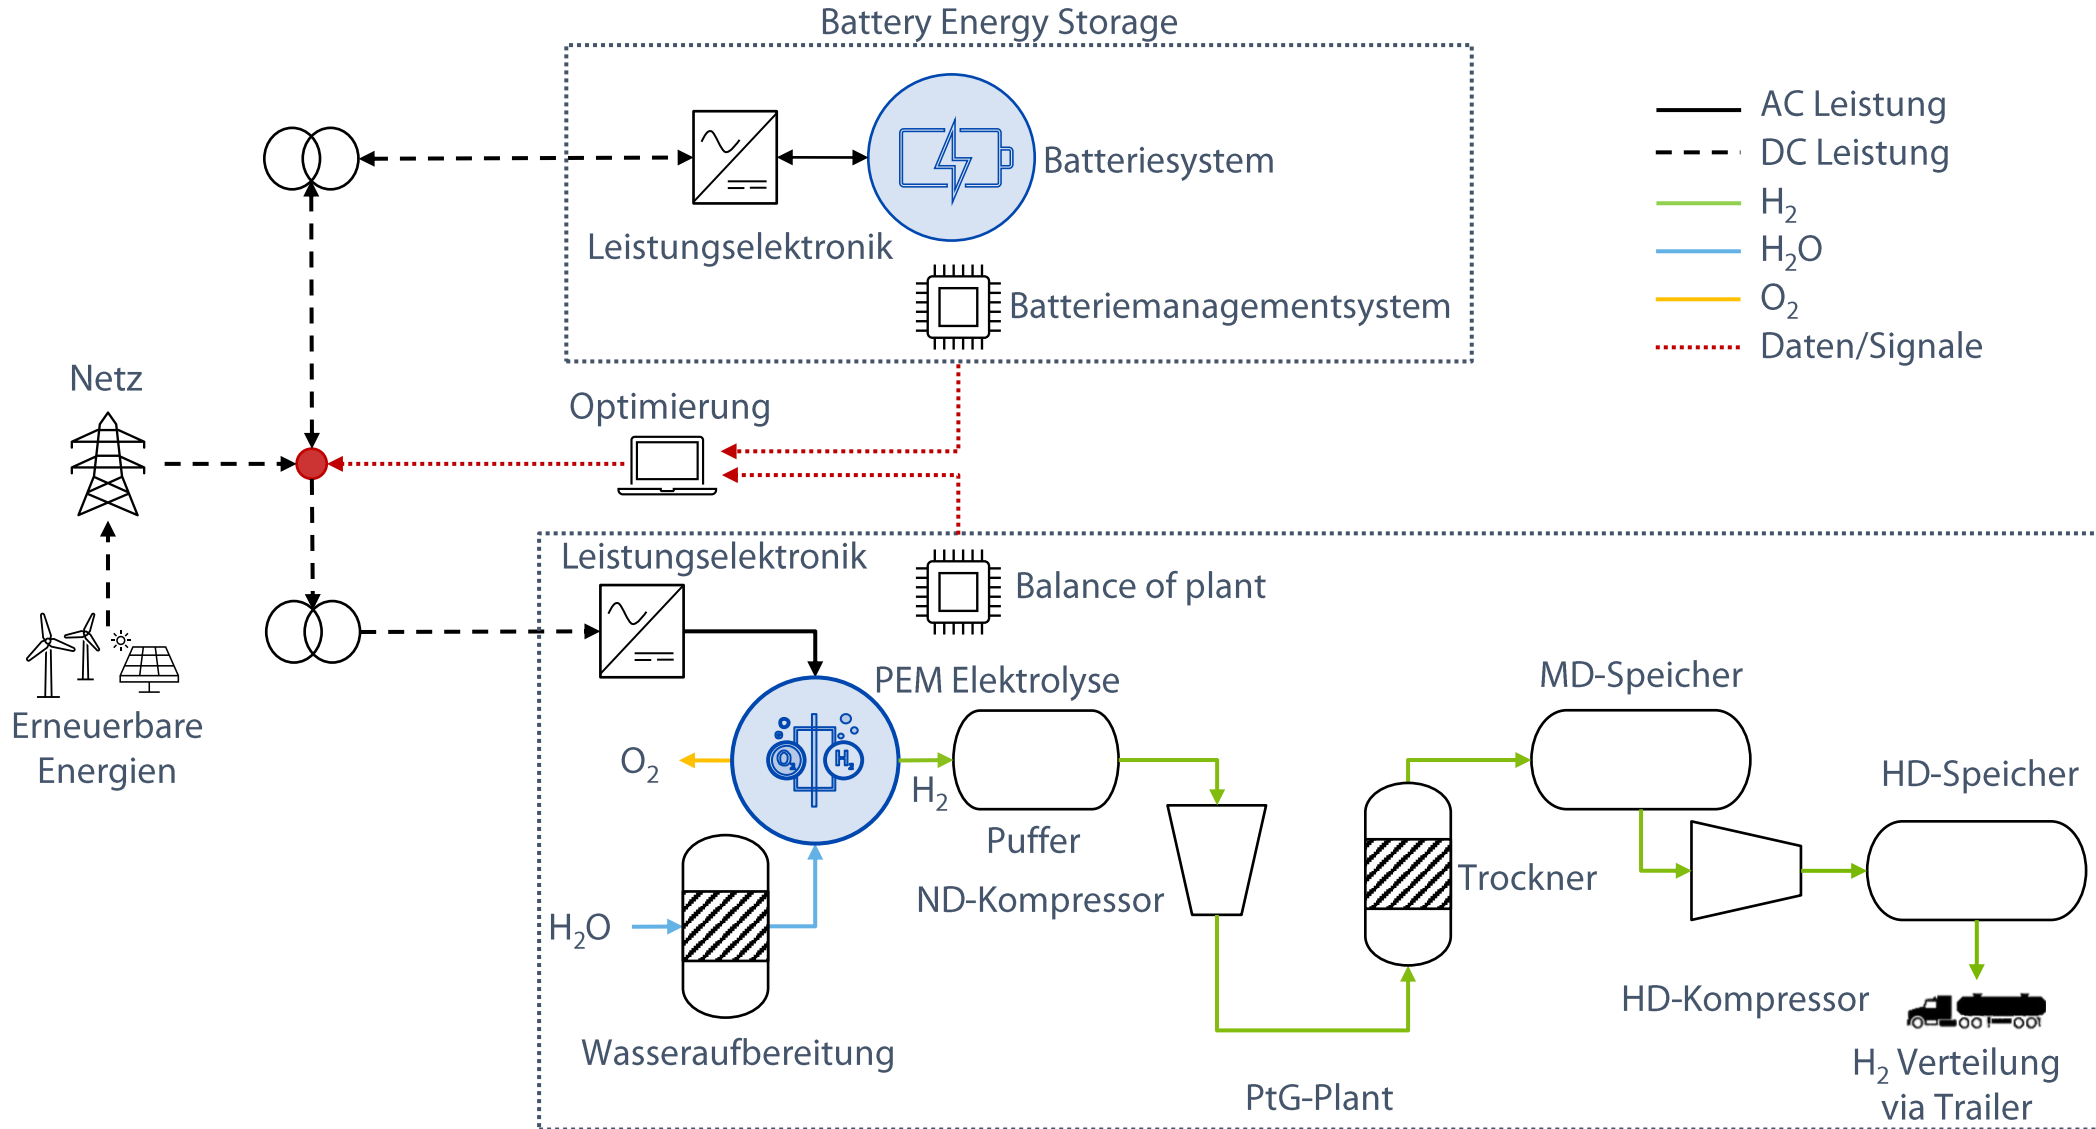 Battery Energy Storage
Batteriesystem
Leistungselektronik
Batteriemanagementsystem
AC Leistung
DC Leistung
H₂
H₂O
O₂
Daten/Signale
Netz
Optimierung
Erneuerbare
Energien
Leistungselektronik
Balance of plant
PEM Elektrolyse
O₂
O₂
H₂
H₂
Puffer
H₂O
Wasseraufbereitung
ND-Kompressor
Trockner
MD-Speicher
HD-Speicher
HD-Kompressor
H₂ Verteilung
via Trailer
PtG-Plant